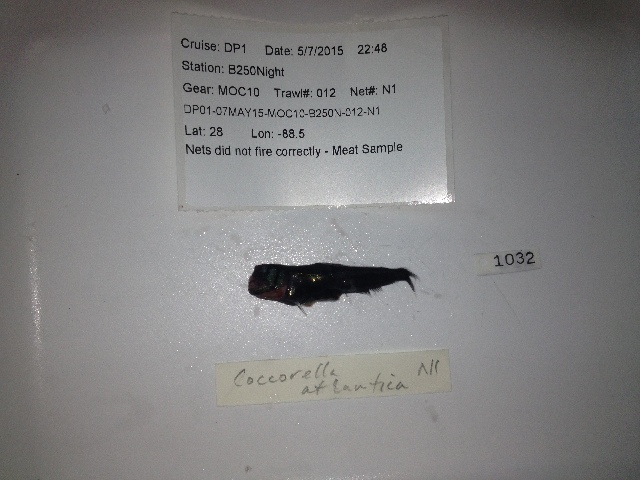 Cruise: DP1 Date: 5/7/2015 22:48
Station: B250Night
Gear: MOC10 Trawl#: 012 Net#: N1
DP01-07MAY15-MOC10-B250N-012-N1
Lat: 28 Lon: -88.5
Nets did not fire correctly - Meat Sample
1032
Coccorella
atlantica